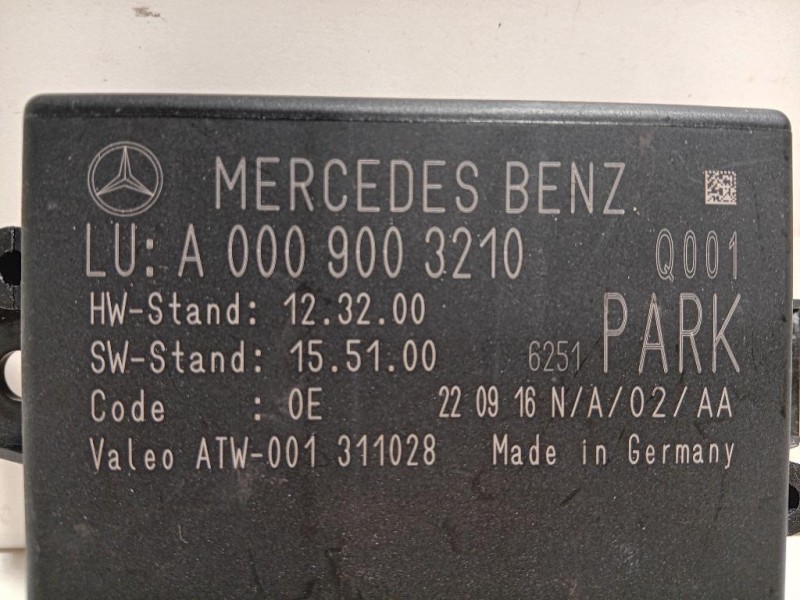 MERCEDES BENZ
LU: A 000 900 3210 Q001
HW-Stand: 12.32.00
SW-Stand: 15.51.00 6251 PARK
Code : 0E 22 09 16 N/A/02/AA
Valeo ATW-001 311028 Made in Germany